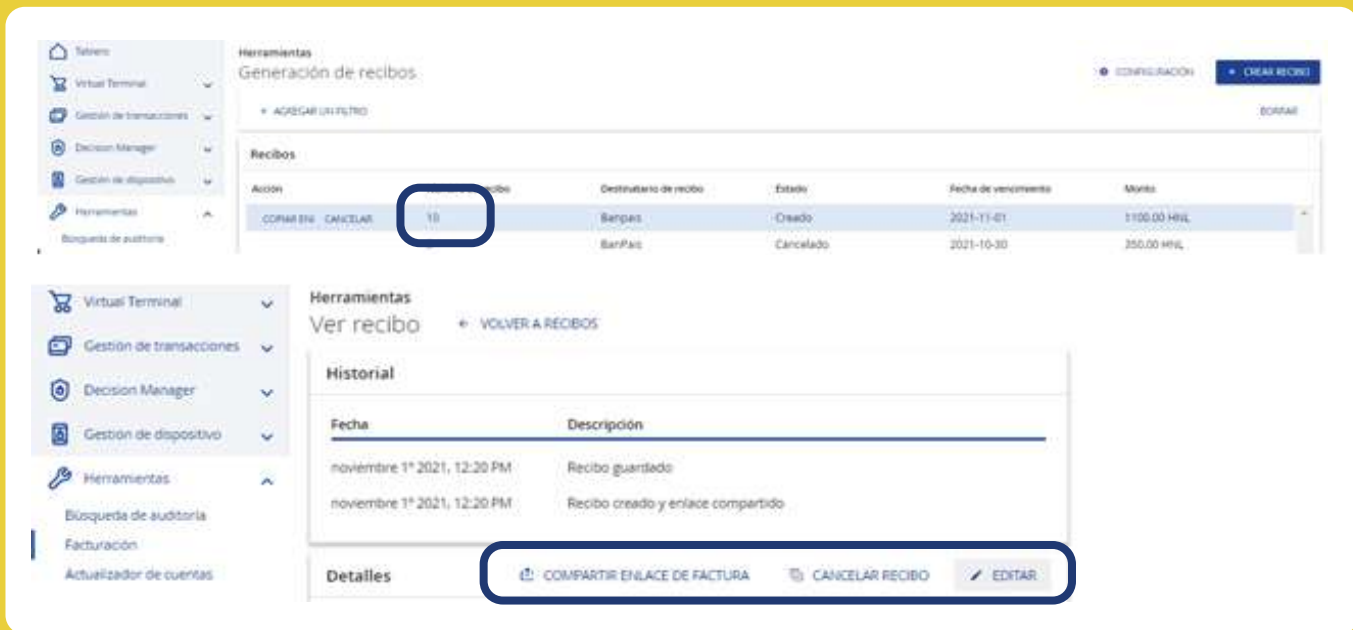 Tablero
Herramientas
Generación de recibos
Virtual Terminal
CONFIGURACIÓN
+ CREAR RECIBO
Gestión de transacciones
+ AGREGAR UN FILTRO
BORRAR
Decision Manager
Recibos
Gestión de dispositivo
Acción recibo Destinatario de recibo Estado Fecha de vencimiento Monto
Herramientas
COPIAR ENL CANCELAR 10 Banpais Creado 2021-11-01 1100.00 HNL
Búsqueda de auditoría
BanPais Cancelado 2021-10-30 350.00 HNL
Virtual Terminal
Herramientas
Ver recibo ← VOLVER A RECIBOS
Gestión de transacciones
Historial
Decision Manager
Fecha Descripción
Gestión de dispositivo
noviembre 1º 2021, 12:20 PM Recibo guardado
Herramientas
noviembre 1º 2021, 12:20 PM Recibo creado y enlace compartido
Búsqueda de auditoría
Facturación
Actualizador de cuentas
Detalles COMPARTIR ENLACE DE FACTURA CANCELAR RECIBO EDITAR